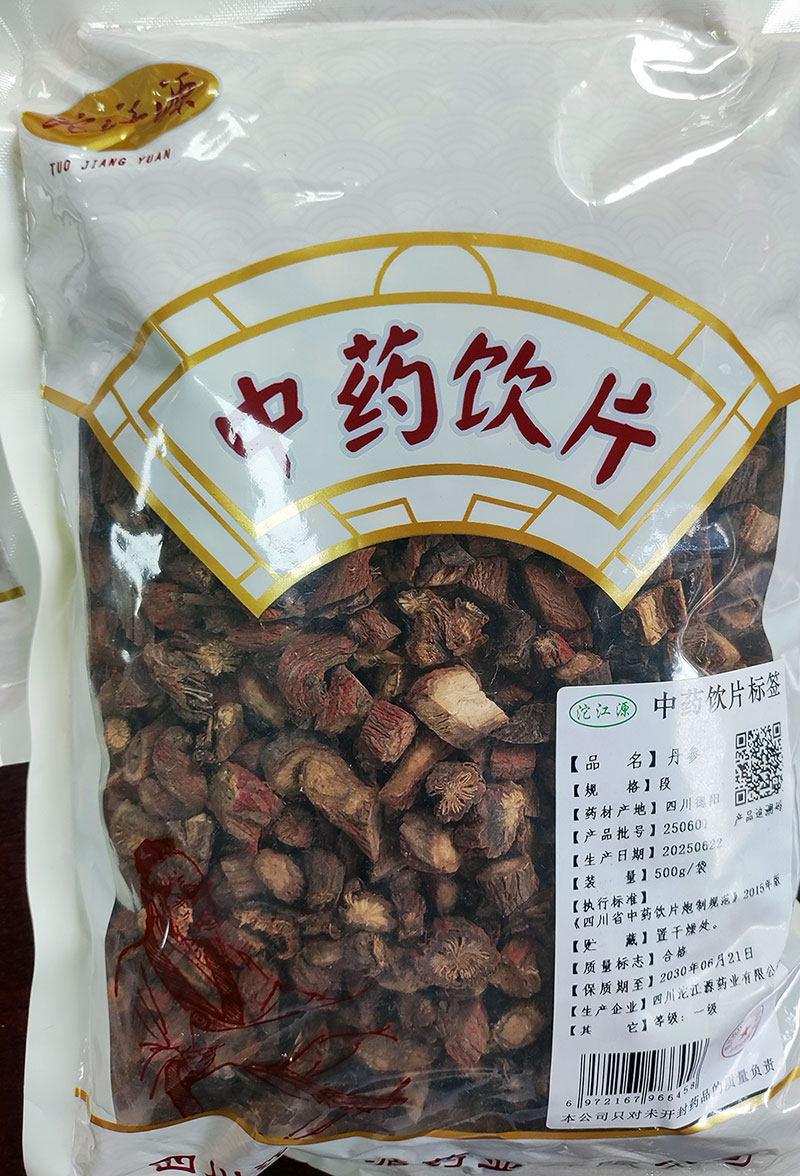 沱江源
TUO JIANG YUAN
中药饮片
沱江源 中药饮片标签
【品 名】丹参
【规 格】段
【药材产地】四川德阳
【产品批号】250601
产品追溯码
【生产日期】20250622
【装 量】500g/袋
【执行标准】
《四川省中药饮片炮制规范》2015年版
【贮 藏】置干燥处。
【质量标志】合格
【保质期至】2030年06月21日
【生产企业】四川沱江源药业有限公
【其 它】等级：一级
6 972167 966458
本公司只对未开封药品的质量负责
四川
药业